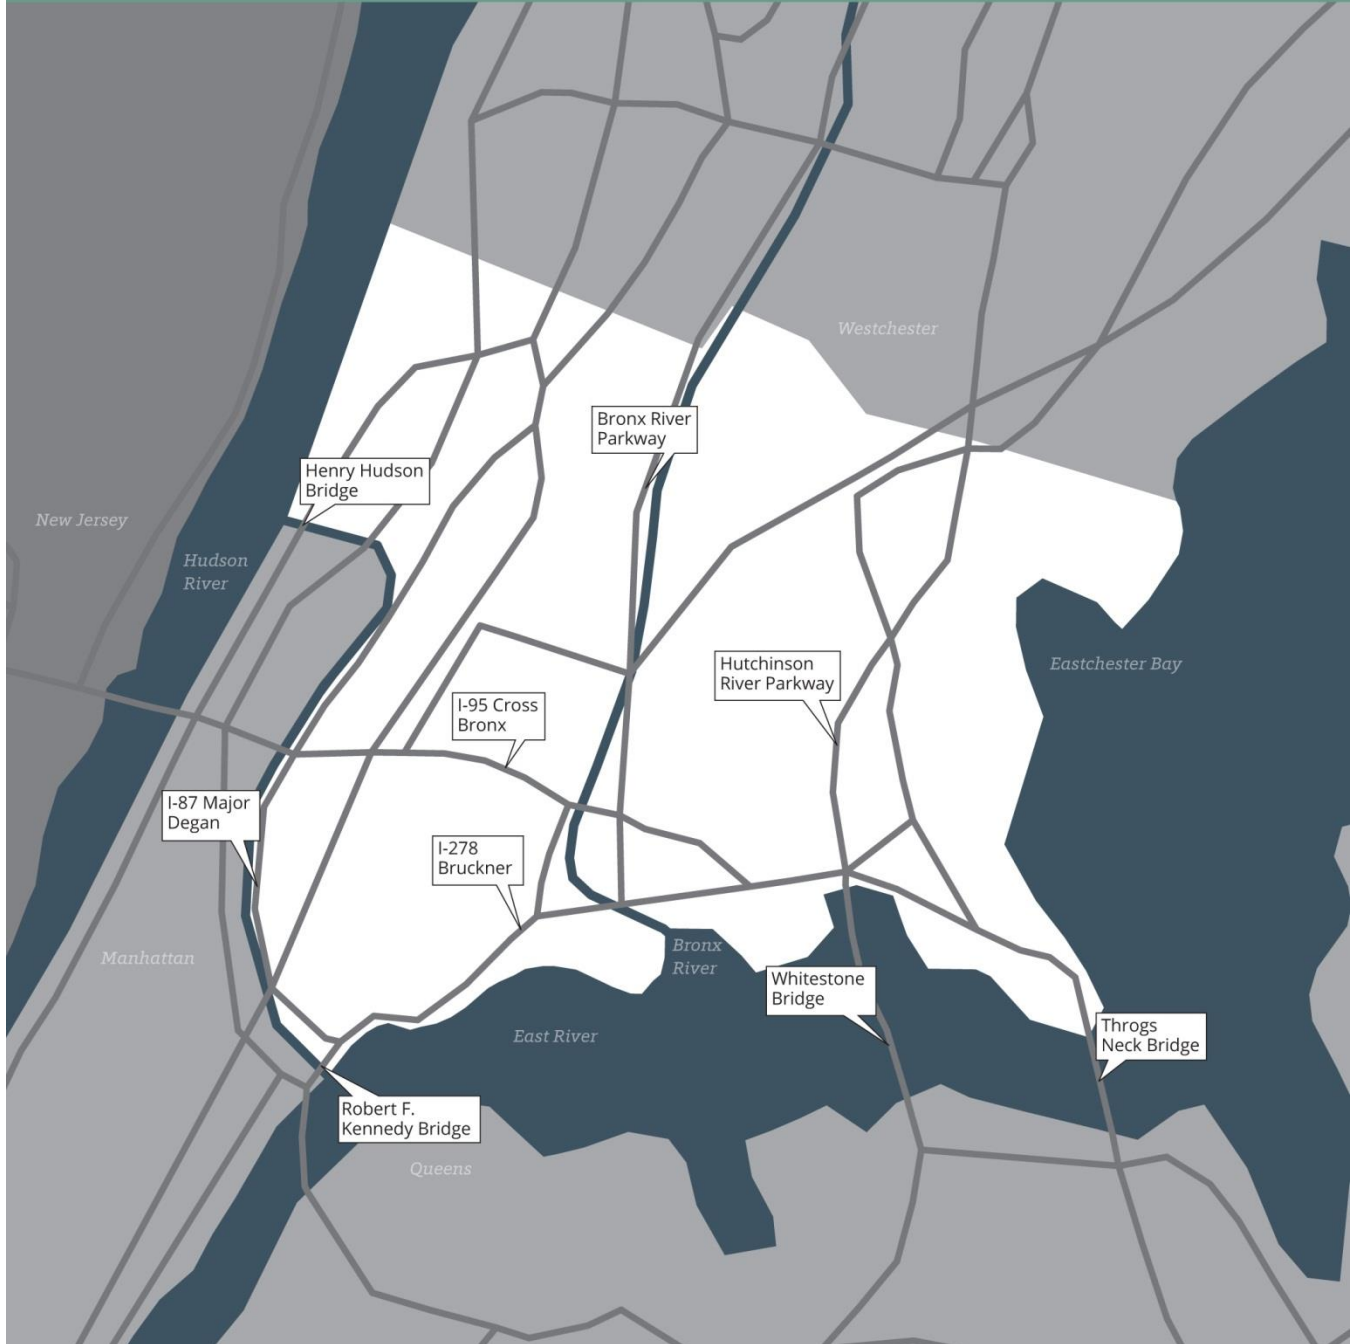 Westchester
Bronx River
Parkway
Henry Hudson
Bridge
New Jersey
Hudson
River
Hutchinson
River Parkway
Eastchester Bay
I-95 Cross
Bronx
I-87 Major
Degan
I-278
Bruckner
Manhattan
Bronx
River
Whitestone
Bridge
East River
Throgs
Neck Bridge
Robert F.
Kennedy Bridge
Queens